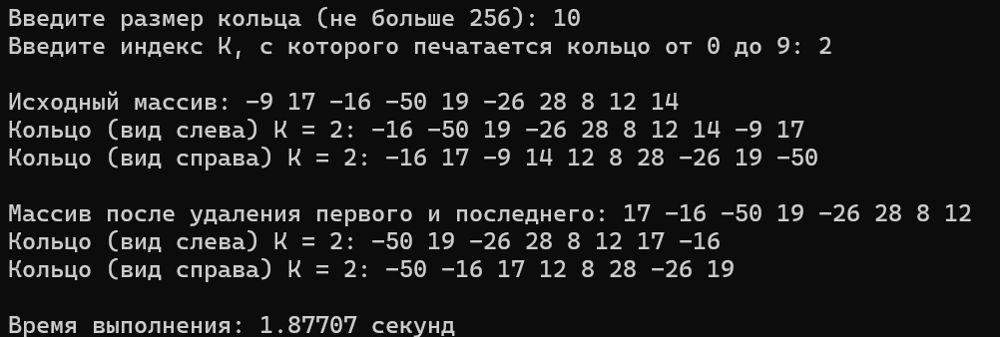 Введите размер кольца (не больше 256): 10
Введите индекс К, с которого печатается кольцо от 0 до 9: 2
Исходный массив: -9 17 -16 -50 19 -26 28 8 12 14
Кольцо (вид слева) К = 2: -16 -50 19 -26 28 8 12 14 -9 17
Кольцо (вид справа) К = 2: -16 17 -9 14 12 8 28 -26 19 -50
Массив после удаления первого и последнего: 17 -16 -50 19 -26 28 8 12
Кольцо (вид слева) К = 2: -50 19 -26 28 8 12 17 -16
Кольцо (вид справа) К = 2: -50 -16 17 12 8 28 -26 19
Время выполнения: 1.87707 секунд